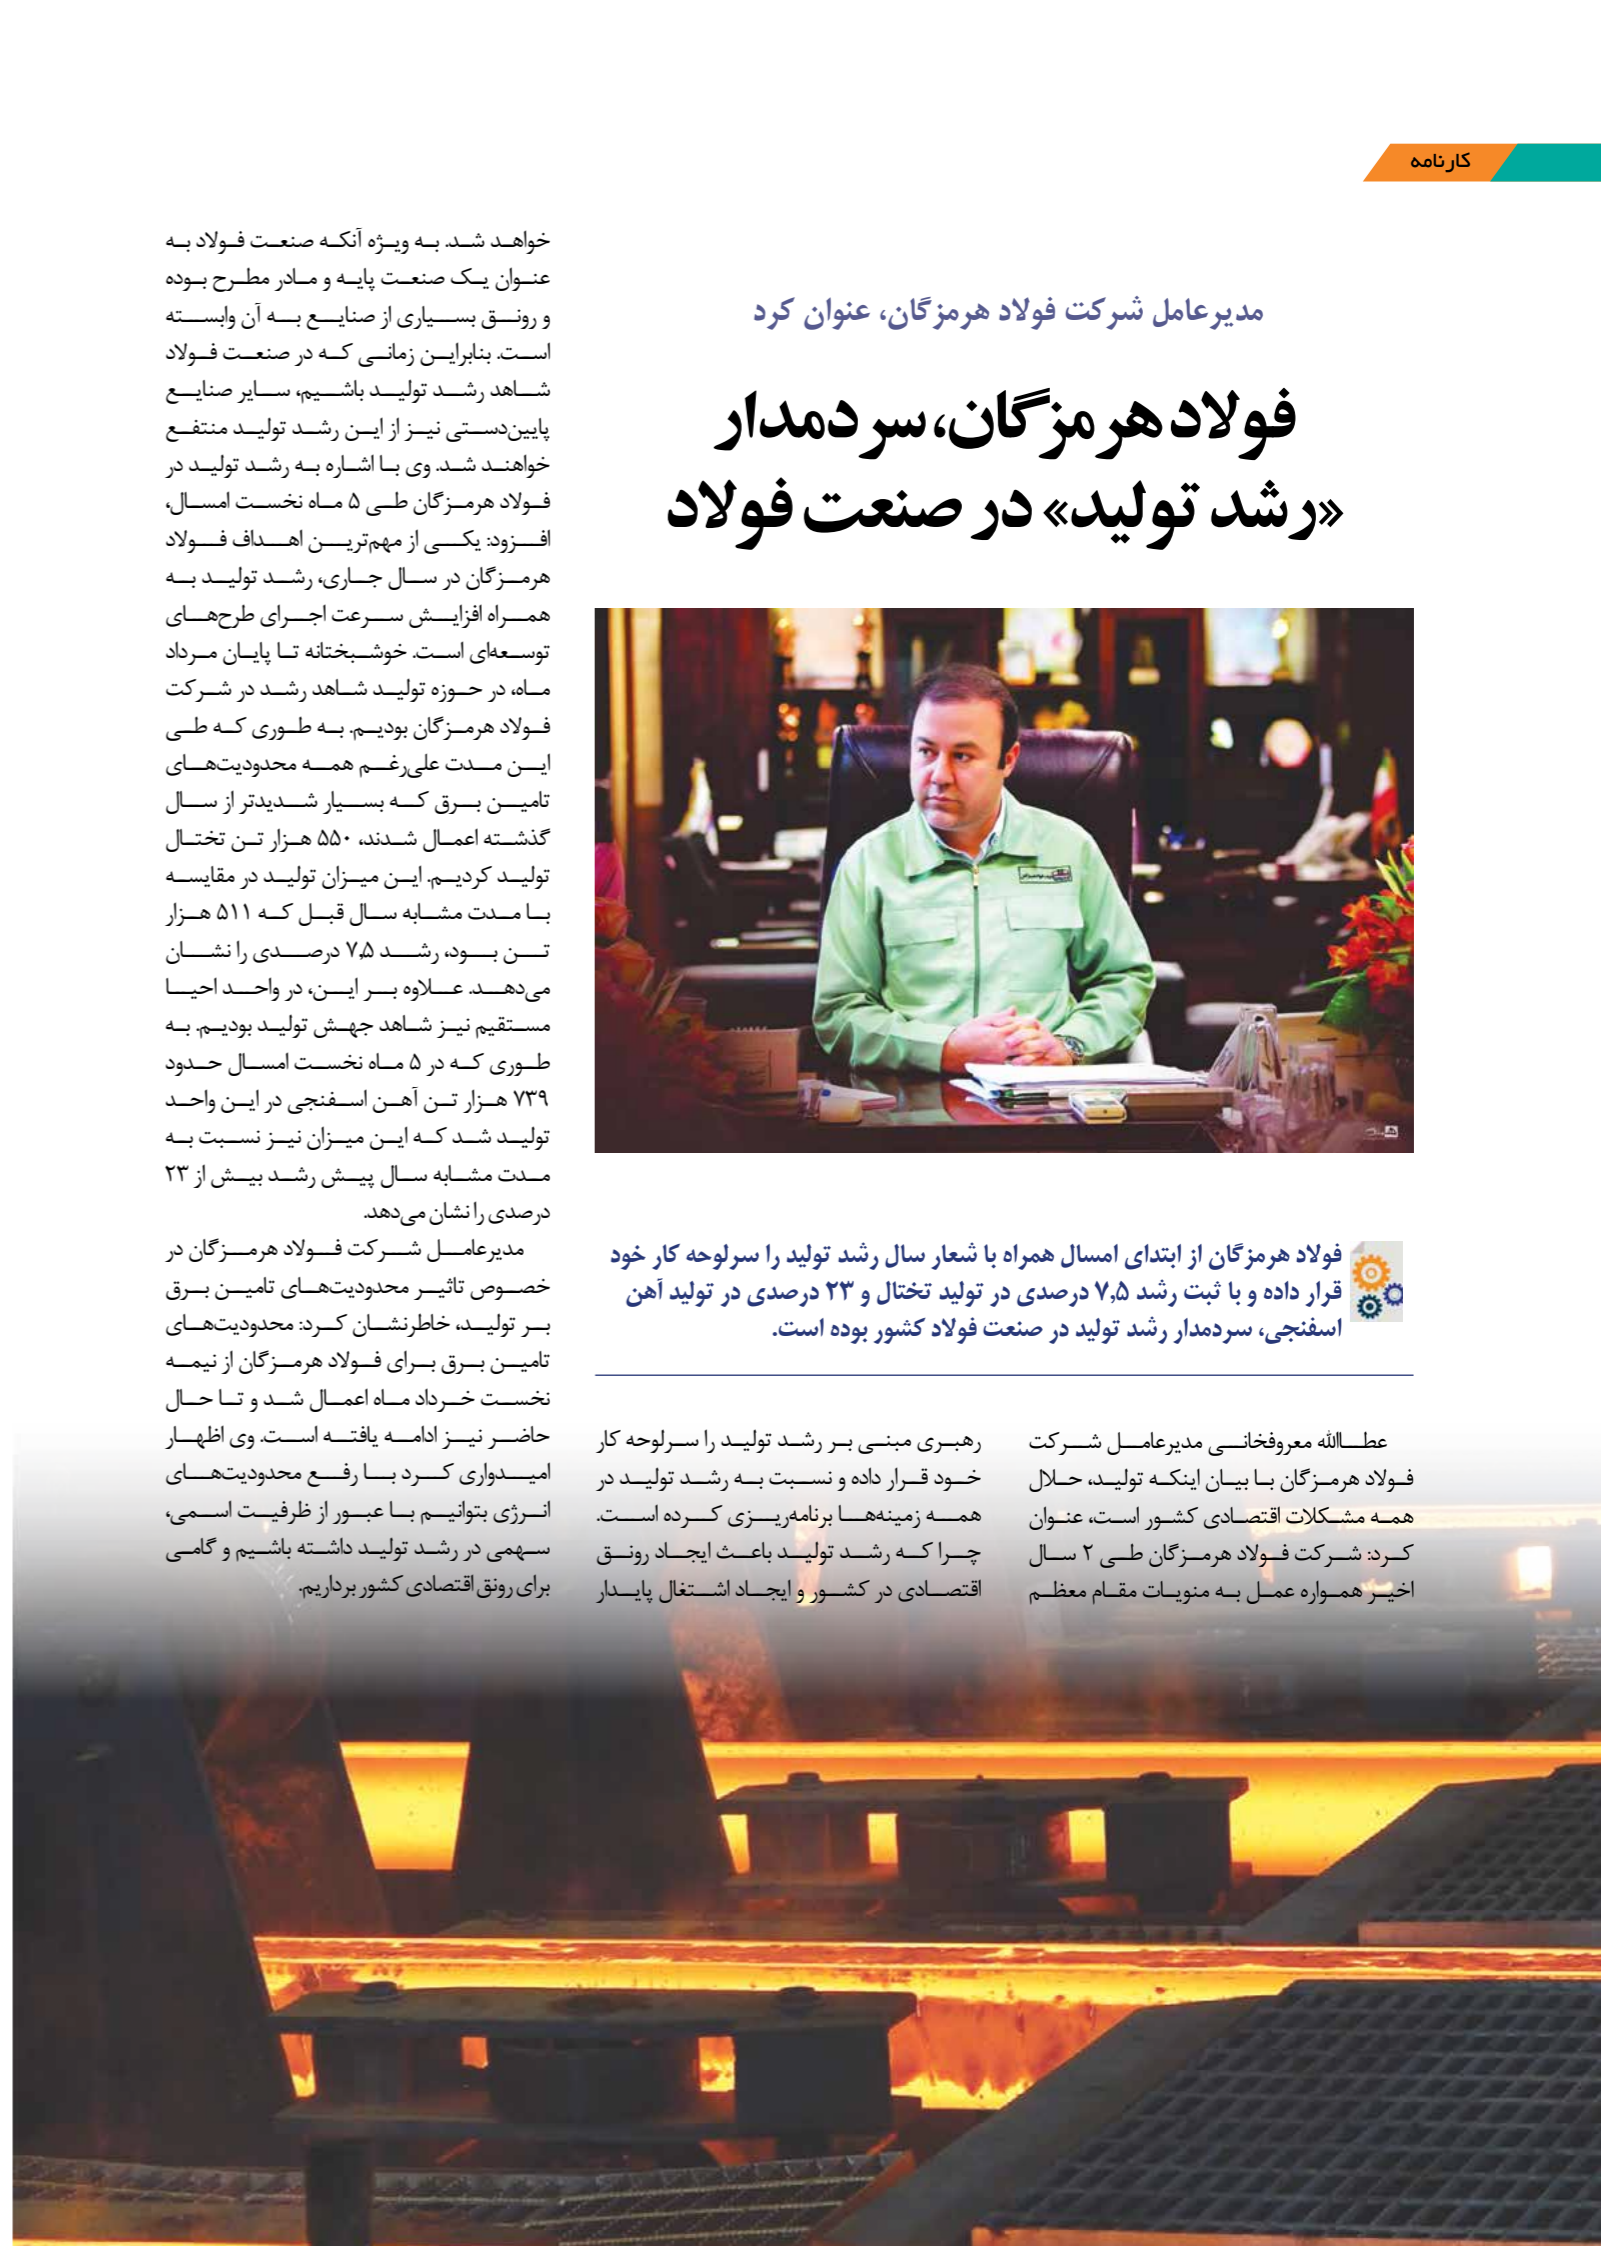 کارنامه
مدیرعامل شرکت فولاد هرمزگان، عنوان کرد
فولاد هرمزگان، سردمدار
«رشد تولید» در صنعت فولاد
فولاد هرمزگان از ابتدای امسال همراه با شعار سال رشد تولید را سرلوحه کار خود
قرار داده و با ثبت رشد ۷٫۵ درصدی در تولید تختال و ۲۳ درصدی در تولید آهن
اسفنجی، سردمدار رشد تولید در صنعت فولاد کشور بوده است.
عطاالله معروفخانی مدیرعامل شرکت
فولاد هرمزگان با بیان اینکه تولید، حلال
همه مشکلات اقتصادی کشور است، عنوان
کرد: شرکت فولاد هرمزگان طی ۲ سال
اخیر همواره عمل به منویات مقام معظم
رهبری مبنی بر رشد تولید را سرلوحه کار
خود قرار داده و نسبت به رشد تولید در
همه زمینه‌ها برنامه‌ریزی کرده است.
چرا که رشد تولید باعث ایجاد رونق
اقتصادی در کشور و ایجاد اشتغال پایدار
خواهد شد. به ویژه آنکه صنعت فولاد به
عنوان یک صنعت پایه و مادر مطرح بوده
و رونق بسیاری از صنایع به آن وابسته
است. بنابراین زمانی که در صنعت فولاد
شاهد رشد تولید باشیم، سایر صنایع
پایین‌دستی نیز از این رشد تولید منتفع
خواهند شد. وی با اشاره به رشد تولید در
فولاد هرمزگان طی ۵ ماه نخست امسال،
افزود: یکی از مهم‌ترین اهداف فولاد
هرمزگان در سال جاری، رشد تولید به
همراه افزایش سرعت اجرای طرح‌های
توسعه‌ای است. خوشبختانه تا پایان مرداد
ماه، در حوزه تولید شاهد رشد در شرکت
فولاد هرمزگان بودیم. به طوری که طی
این مدت علی‌رغم همه محدودیت‌های
تامین برق که بسیار شدیدتر از سال
گذشته اعمال شدند، ۵۵۰ هزار تن تختال
تولید کردیم. این میزان تولید در مقایسه
با مدت مشابه سال قبل که ۵۱۱ هزار
تن بود، رشد ۷٫۵ درصدی را نشان
می‌دهد. علاوه بر این، در واحد احیا
مستقیم نیز شاهد جهش تولید بودیم. به
طوری که در ۵ ماه نخست امسال حدود
۷۳۹ هزار تن آهن اسفنجی در این واحد
تولید شد که این میزان نیز نسبت به
مدت مشابه سال پیش رشد بیش از ۲۳
درصدی را نشان می‌دهد.
مدیرعامل شرکت فولاد هرمزگان در
خصوص تاثیر محدودیت‌های تامین برق
بر تولید، خاطرنشان کرد: محدودیت‌های
تامین برق برای فولاد هرمزگان از نیمه
نخست خرداد ماه اعمال شد و تا حال
حاضر نیز ادامه یافته است. وی اظهار
امیدواری کرد با رفع محدودیت‌های
انرژی بتوانیم با عبور از ظرفیت اسمی،
سهمی در رشد تولید داشته باشیم و گامی
برای رونق اقتصادی کشور برداریم.